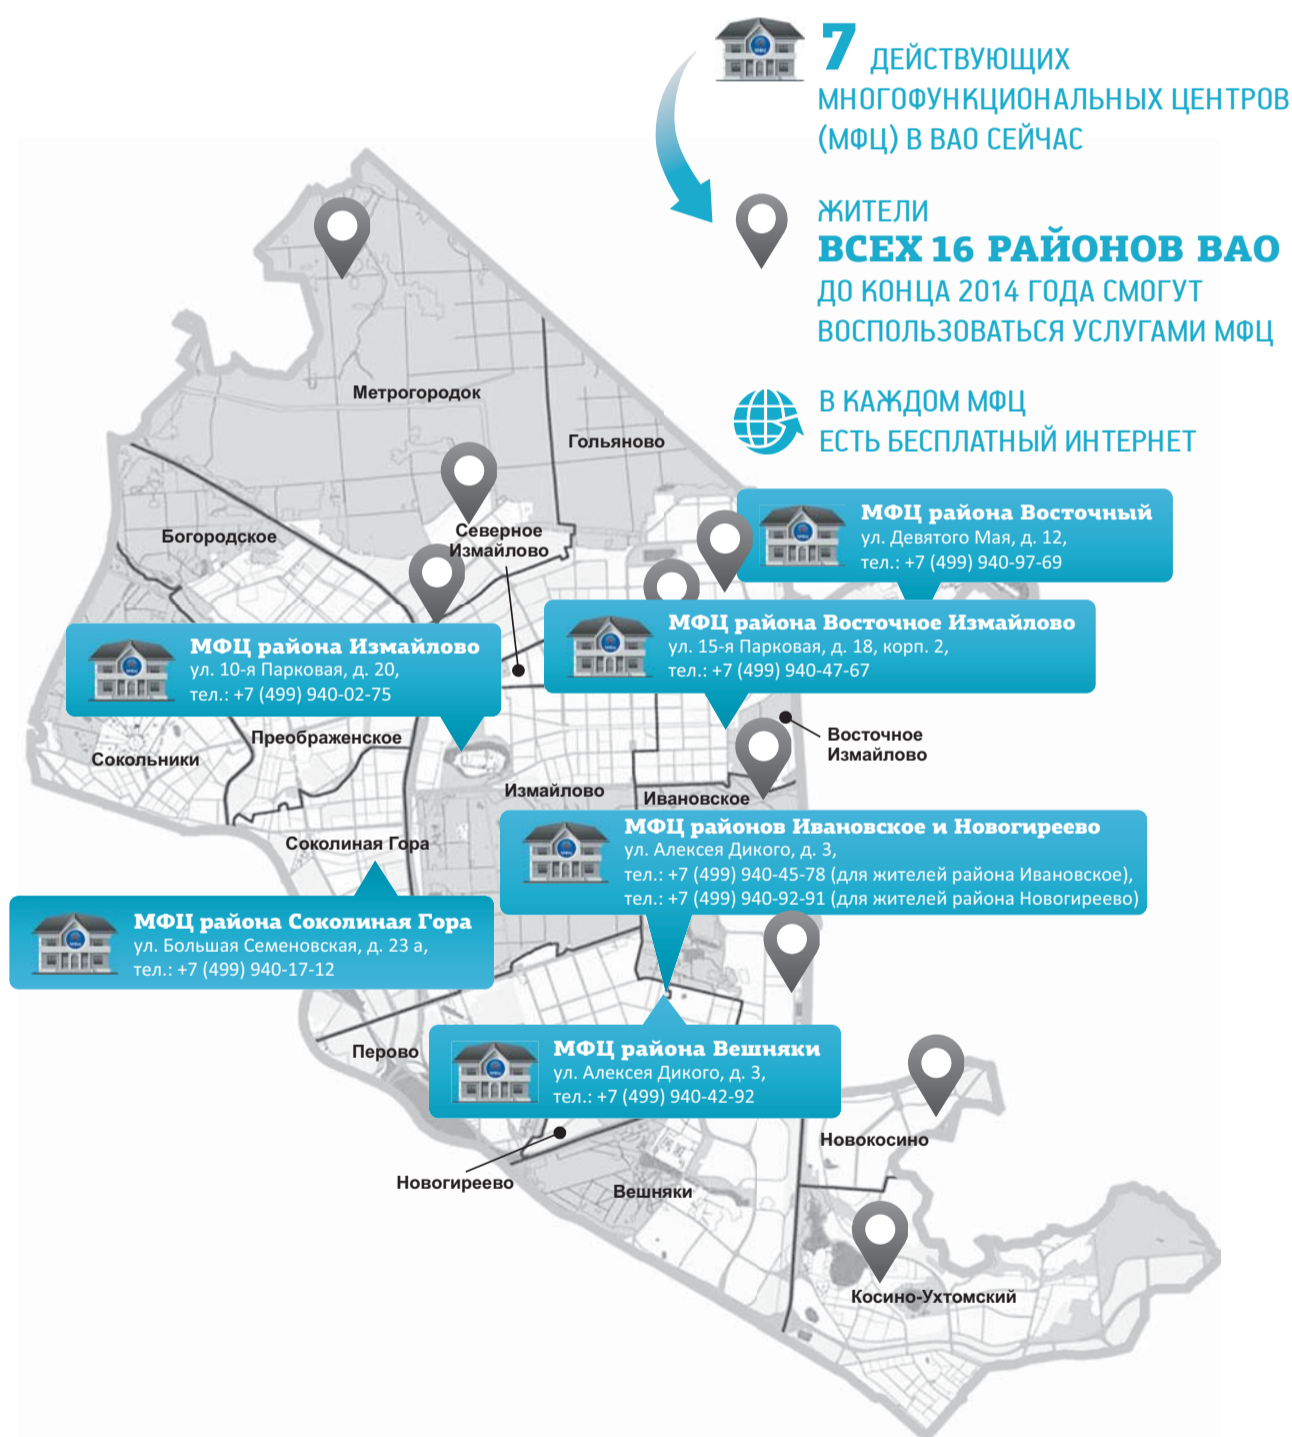 7 ДЕЙСТВУЮЩИХ
МНОГОФУНКЦИОНАЛЬНЫХ ЦЕНТРОВ
(МФЦ) В ВАО СЕЙЧАС
ЖИТЕЛИ
ВСЕХ 16 РАЙОНОВ ВАО
ДО КОНЦА 2014 ГОДА СМОГУТ
ВОСПОЛЬЗОВАТЬСЯ УСЛУГАМИ МФЦ
В КАЖДОМ МФЦ
ЕСТЬ БЕСПЛАТНЫЙ ИНТЕРНЕТ
Метрогородок
Гольяново
Богородское
Северное
Измайлово
МФЦ района Восточный
ул. Девятого Мая, д. 12,
тел.: +7 (499) 940-97-69
МФЦ района Восточное Измайлово
ул. 15-я Парковая, д. 18, корп. 2,
тел.: +7 (499) 940-47-67
МФЦ района Измайлово
ул. 10-я Парковая, д. 20,
тел.: +7 (499) 940-02-75
Преображенское
Сокольники
Восточное
Измайлово
Измайлово
Ивановское
Соколиная Гора
МФЦ районов Ивановское и Новогиреево
ул. Алексея Дикого, д. 3,
тел.: +7 (499) 940-45-78 (для жителей района Ивановское),
тел.: +7 (499) 940-92-91 (для жителей района Новогиреево)
МФЦ района Соколиная Гора
ул. Большая Семеновская, д. 23 а,
тел.: +7 (499) 940-17-12
Перово
МФЦ района Вешняки
ул. Алексея Дикого, д. 3,
тел.: +7 (499) 940-42-92
Новокосино
Новогиреево
Вешняки
Косино-Ухтомский